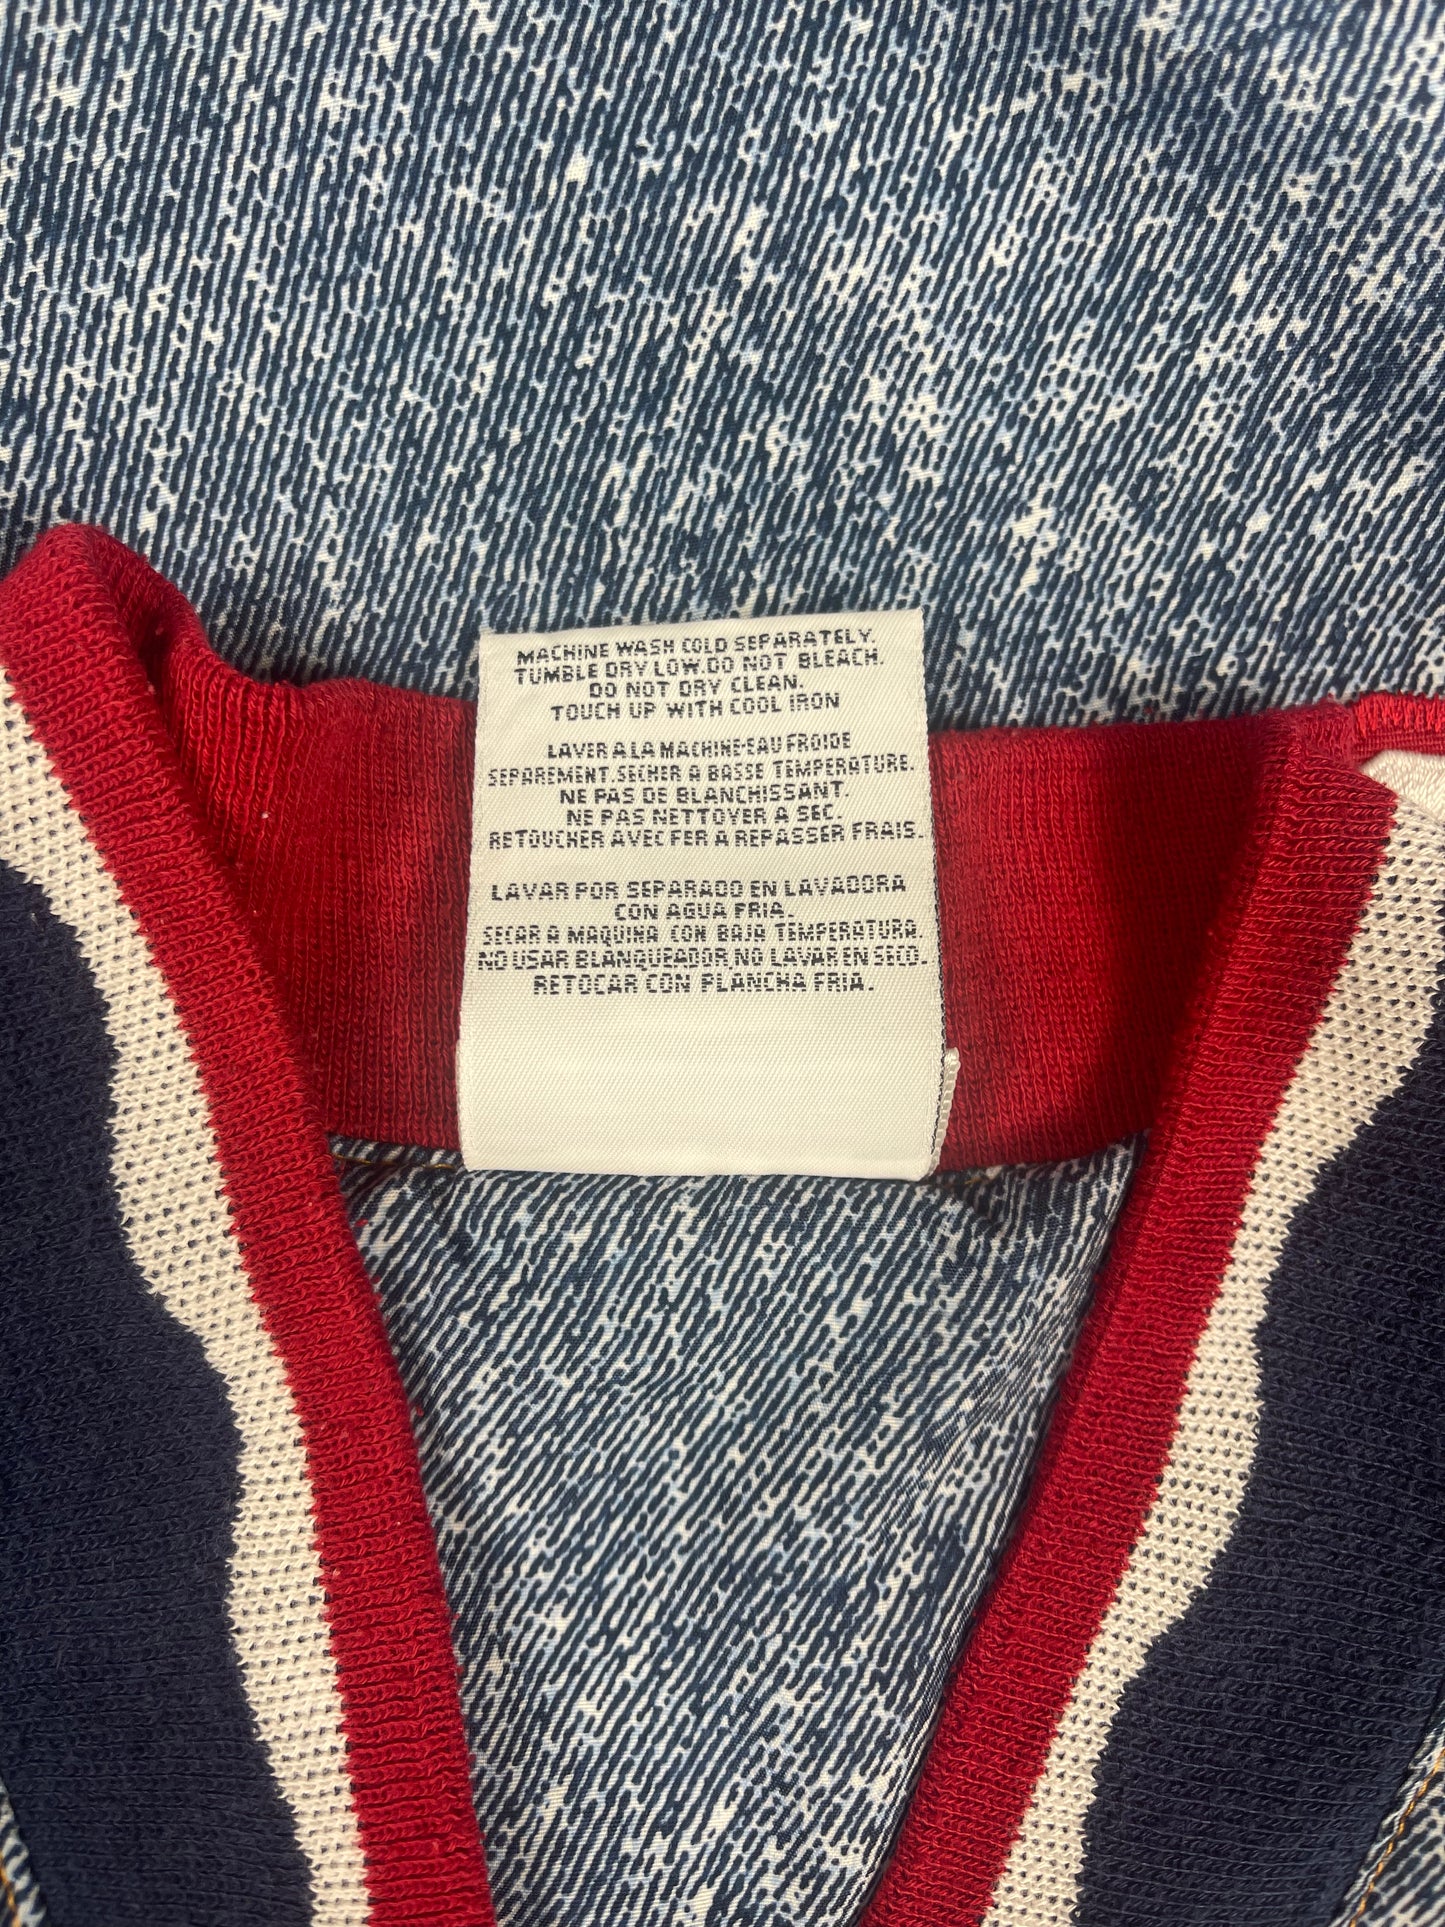 MACHINE WASH COLD SEPARATELY.
TUMBLE DRY LOW.DO NOT BLEACH.
DO NOT DRY CLEAN.
TOUCH UP WITH COOL IRON
LAVER A LA MACHINE-EAU FROIDE
SEPAREMENT.SECHER A BASSE TEMPERATURE.
NE PAS DE BLANCHISSANT.
NE PAS NETTOYER A SEC.
RETOUCHER AVEC FER A REPASSER FRAIS.
LAVAR POR SEPARADO EN LAVADORA
CON AGUA FRIA.
SECAR A MAQUINA CON BAJA TEMPERATURA.
NO USAR BLANQUEADOR.NO LAVAR EN SECO.
RETOCAR CON PLANCHA FRIA.